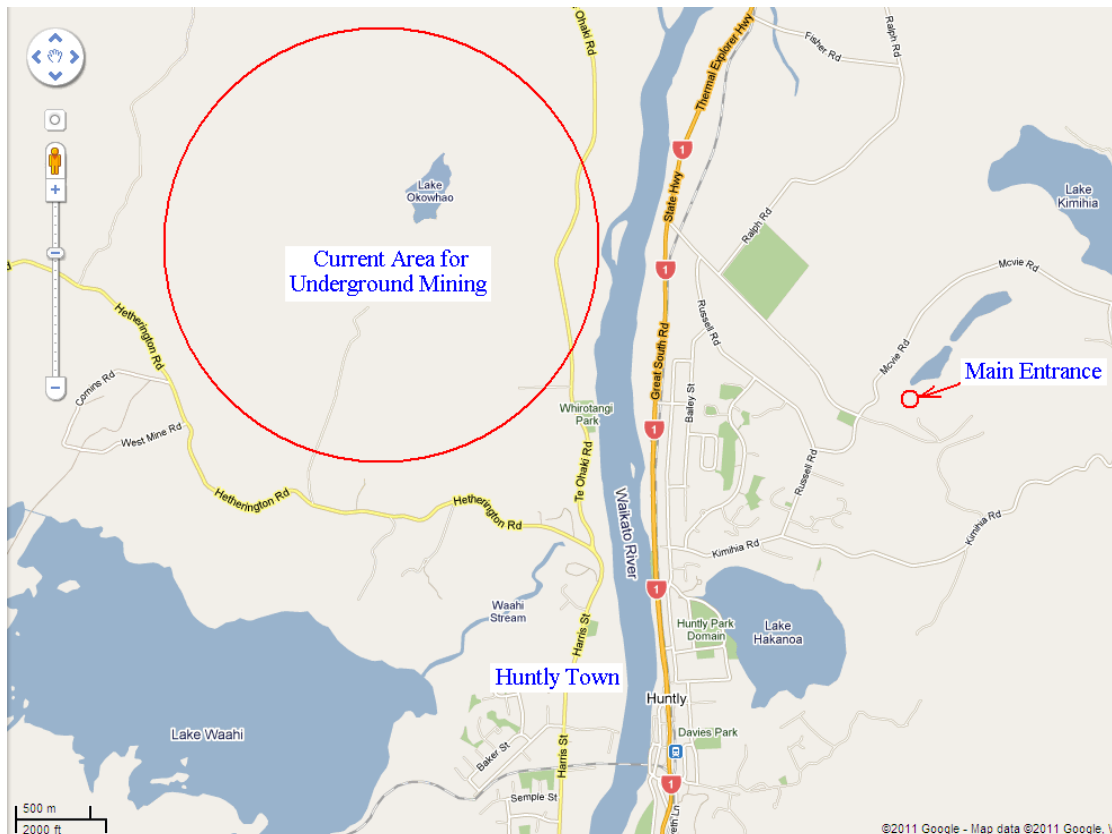 Te Ohaki Rd
Thermal Explorer Hwy
Fisher Rd
Ralph Rd
1
State Hwy
Lake
Okowhao
Lake
Kimihia
Ralph Rd
Current Area for
Underground Mining
1
Mcvie Rd
Hetherington Rd
Russell Rd
Great South Rd
Mcvie Rd
Main Entrance
Comins Rd
Bailey St
Whirotangi
Park
West Mine Rd
1
Te Ohaki Rd
Russell Rd
Hetherington Rd
Hetherington Rd
Waikato River
Kimihia Rd
Kimihia Rd
1
Waahi
Stream
Harris St
Huntly Park
Domain
Lake
Hakanoa
Huntly Town
Huntly
Lake Waahi
Davies Park
Baker St
Harris St
1
Semple St
500 m
2000 ft
©2011 Google - Map data ©2011 Google,